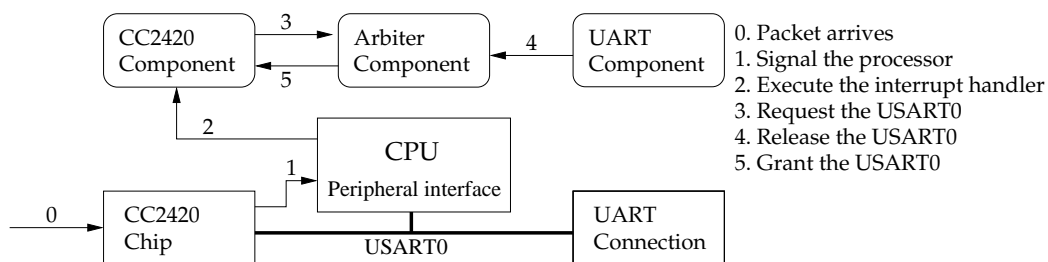 CC2420
Component
3
5
Arbiter
Component
4
UART
Component
0. Packet arrives
1. Signal the processor
2. Execute the interrupt handler
3. Request the USART0
4. Release the USART0
5. Grant the USART0
2
CPU
Peripheral interface
1
0
CC2420
Chip
USART0
UART
Connection